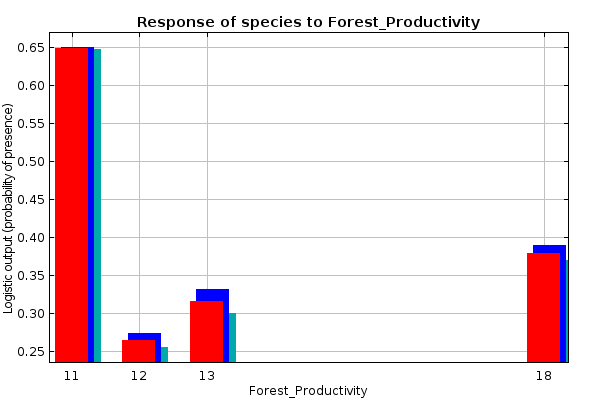 Response of species to Forest_Productivity
Logistic output (probability of presence)
0.65
0.60
0.55
0.50
0.45
0.40
0.35
0.30
0.25
11 12 13 18
Forest_Productivity